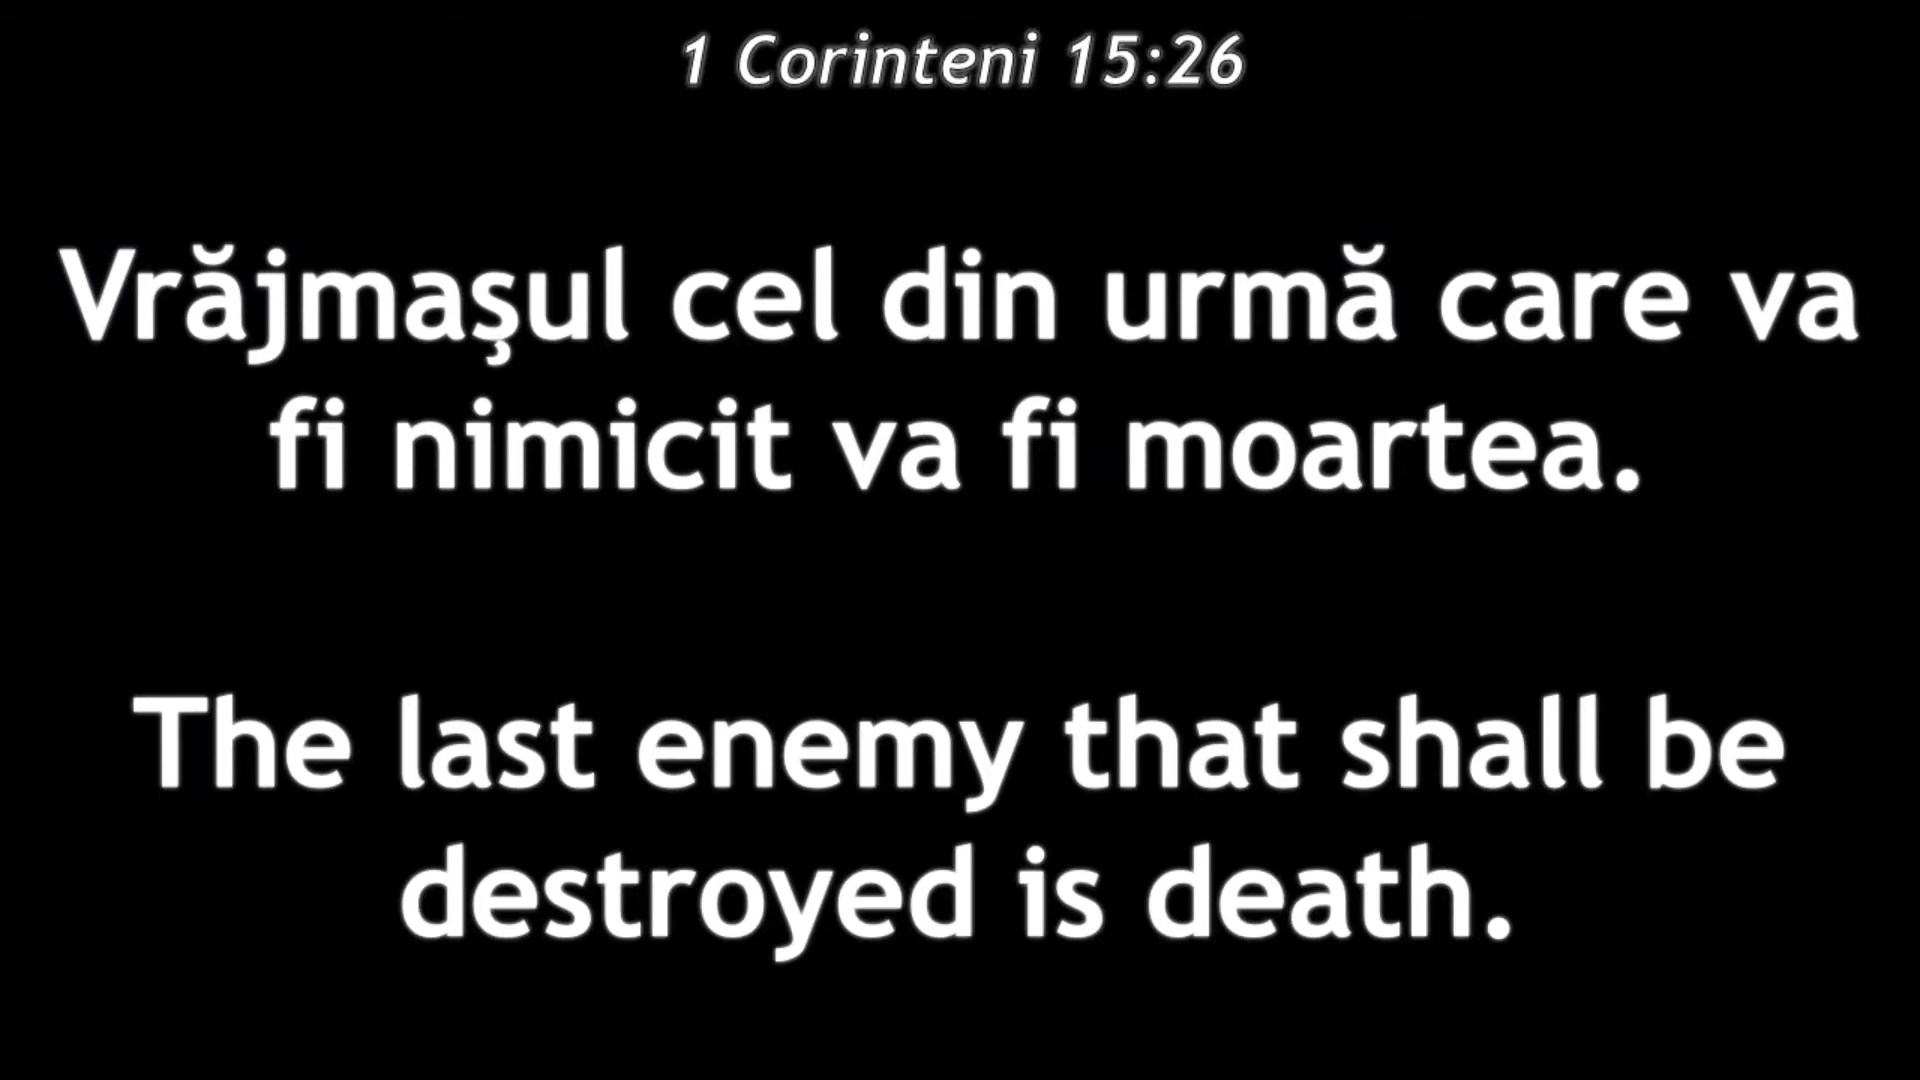 1 Corinteni 15:26
Vrăjmaşul cel din urmă care va
fi nimicit va fi moartea.
The last enemy that shall be
destroyed is death.